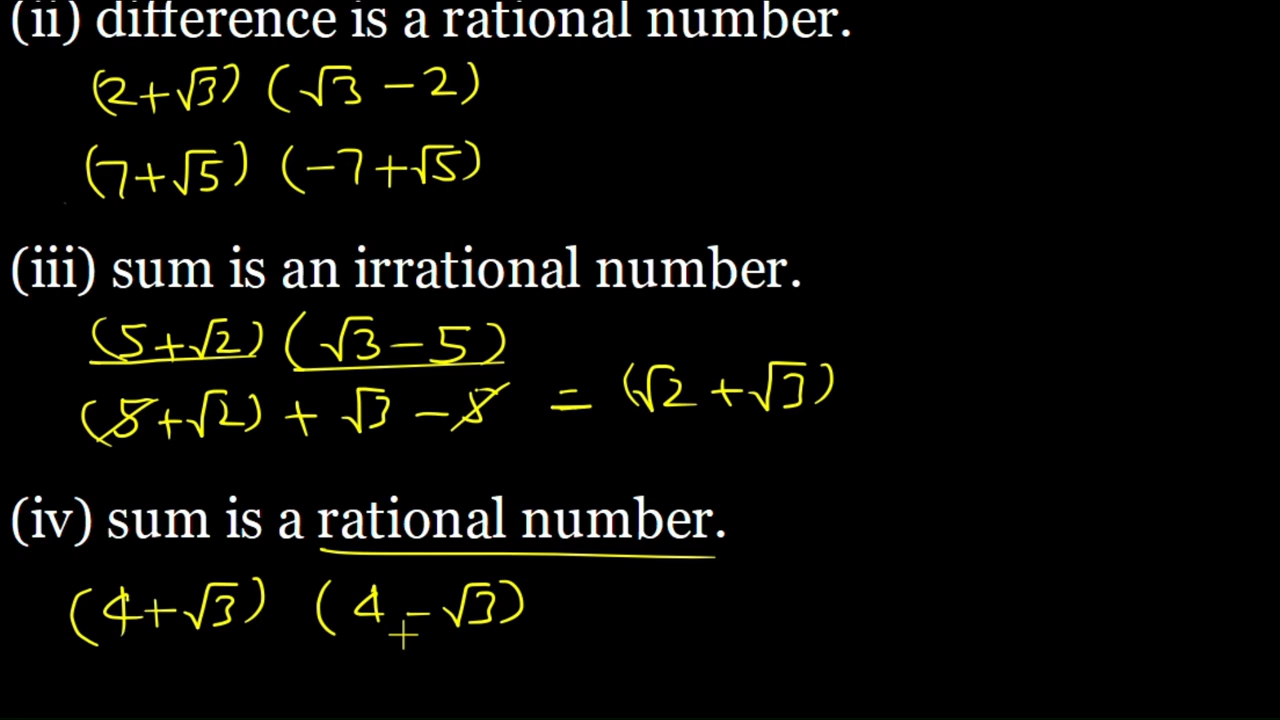 (ii) difference is a rational number.
(2+√3) (√3 - 2)
(7+√5) (-7+√5)
(iii) sum is an irrational number.
(5+√2) (√3 - 5)
(5+√2) + √3 - 5 = (√2 + √3)
(iv) sum is a rational number.
(4+√3) (4 - √3)